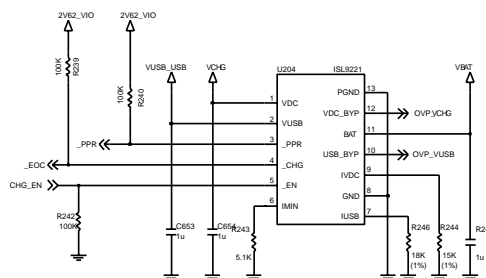 2V62_VIO
2V62_VIO
100K
R239
100K
R240
VUSB_USB
VCHG
U204
ISL9221
VBAT
1
VDC
PGND
13
2
VUSB
VDC_BYP
12
OVP_VCHG
_PPR
3
_PPR
BAT
11
_EOC
4
_CHG
USB_BYP
10
OVP_VUSB
CHG_EN
5
_EN
IVDC
9
6
IMIN
GND
8
IUSB
7
R242
100K
C653
1u
C654
1u
R243
5.1K
R246
18K
(1%)
R244
15K
(1%)
1u